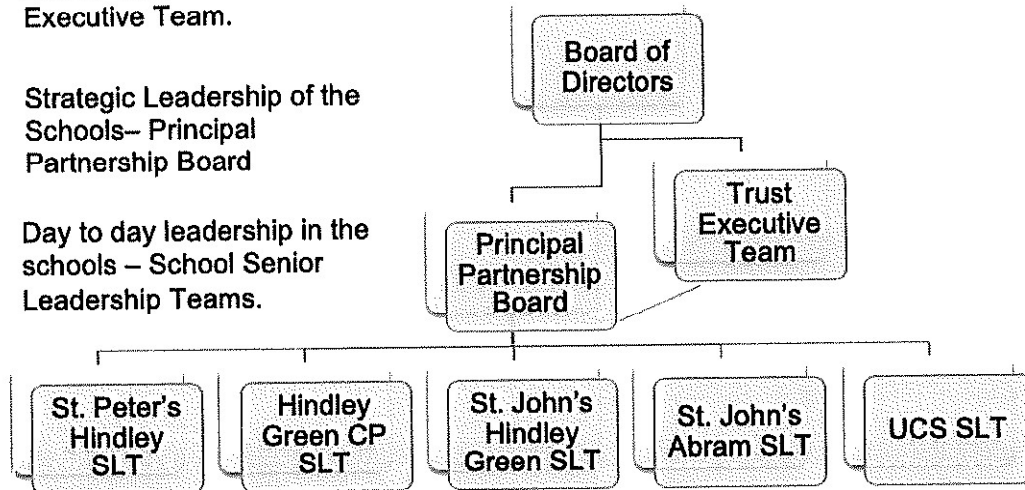 Executive Team.
Strategic Leadership of the
Schools– Principal
Partnership Board
Day to day leadership in the
schools – School Senior
Leadership Teams.
Board of
Directors
Trust
Executive
Team
Principal
Partnership
Board
St. Peter's
Hindley
SLT
Hindley
Green CP
SLT
St. John's
Hindley
Green SLT
St. John's
Abram SLT
UCS SLT